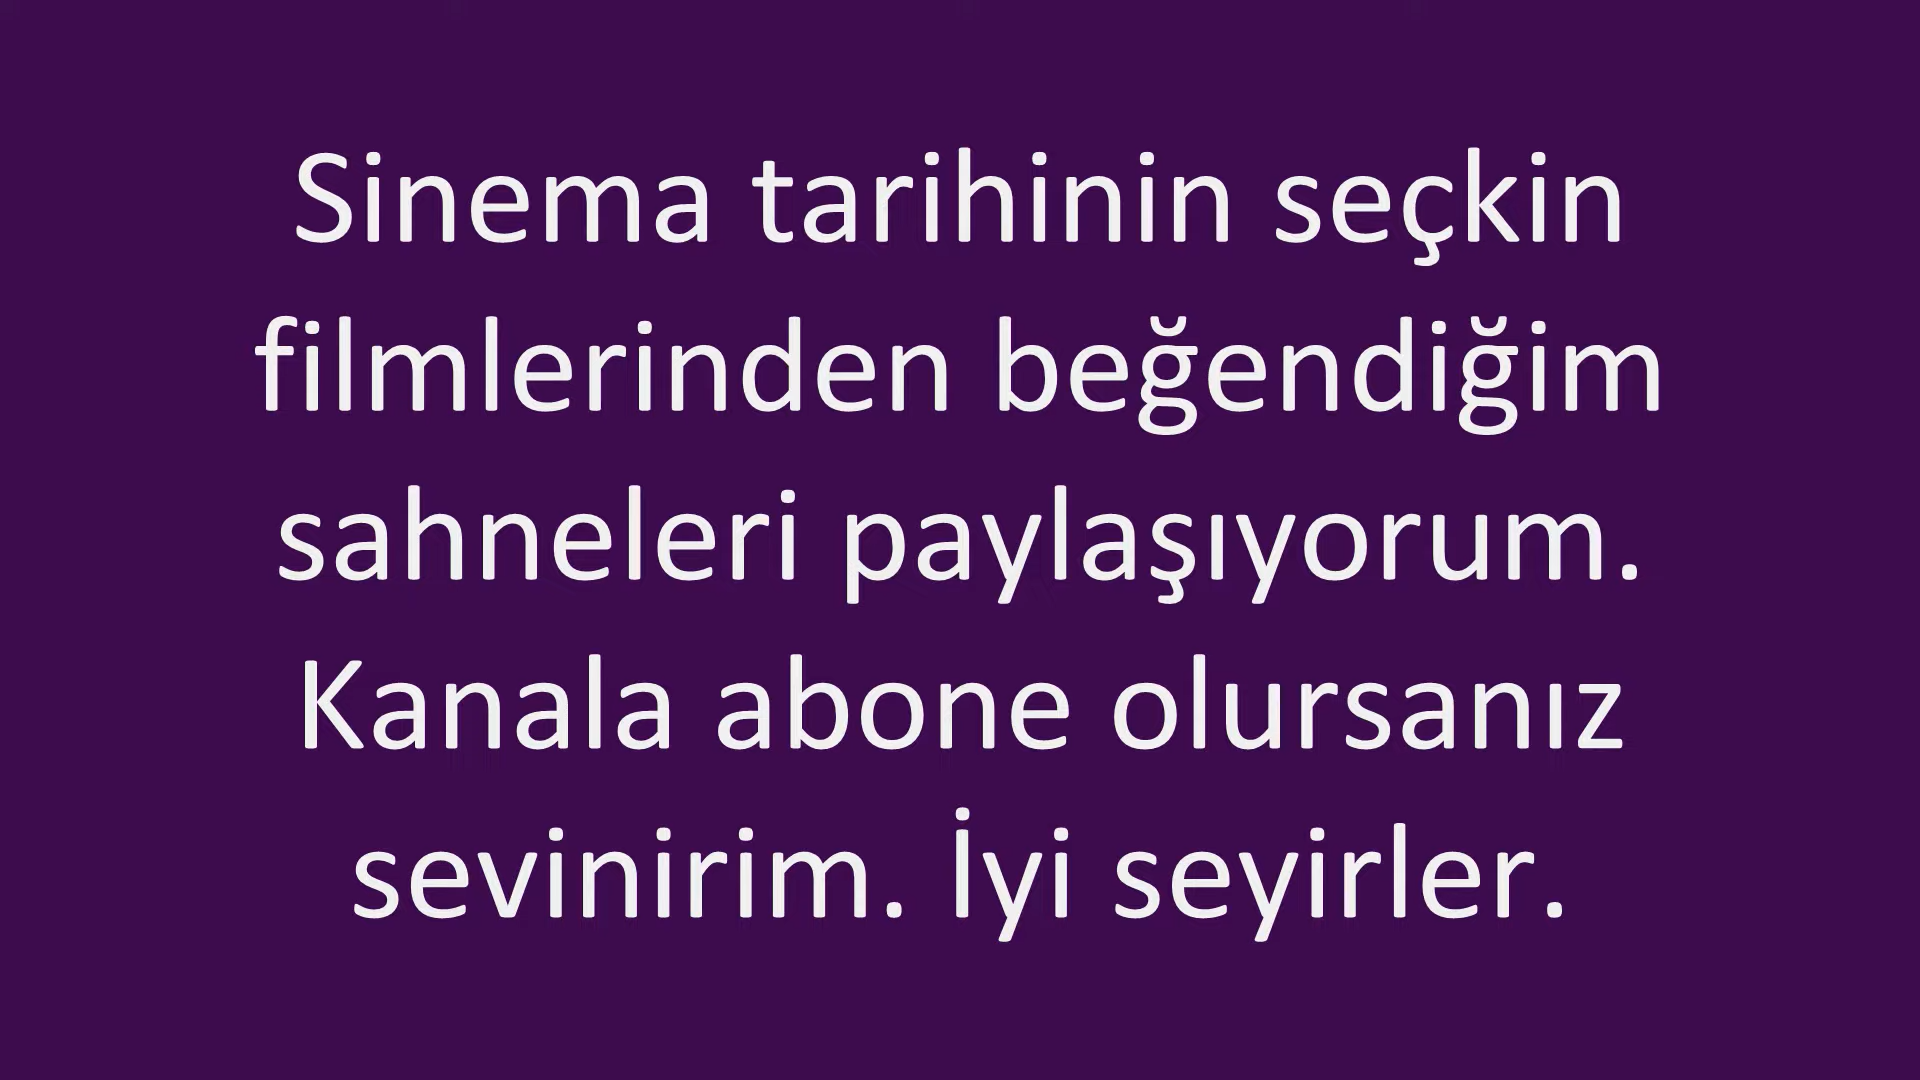 Sinema tarihinin seçkin
filmlerinden beğendiğim
sahneleri paylaşıyorum.
Kanala abone olursanız
sevinirim. İyi seyirler.